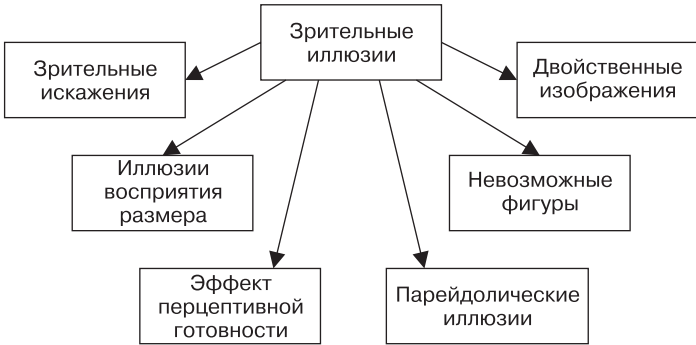 Зрительные
иллюзии
Зрительные
искажения
Двойственные
изображения
Иллюзии
восприятия
размера
Невозможные
фигуры
Эффект
перцептивной
готовности
Парейдолические
иллюзии